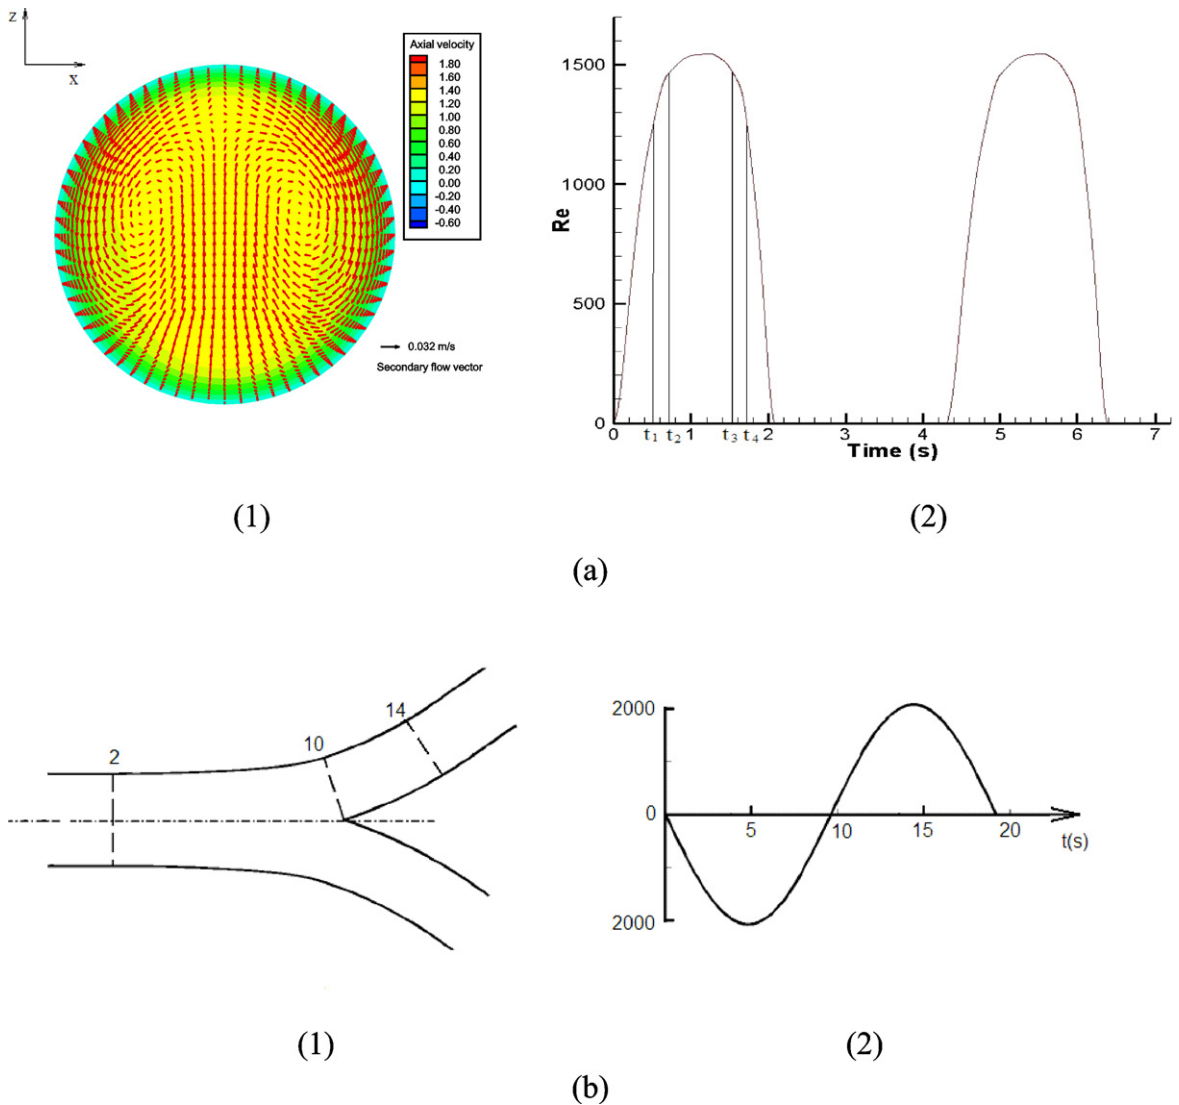 z
x
Axial velocity
1.80
1.60
1.40
1.20
1.00
0.80
0.60
0.40
0.20
0.00
-0.20
-0.40
-0.60
0.032 m/s
Secondary flow vector
(1)
1500
1000
500
0
Re
0 t1 t2 1 t3 t4 2 3 4 5 6 7
Time (s)
(2)
(a)
2
10
14
(1)
2000
0
2000
5 10 15 20
t(s)
(2)
(b)